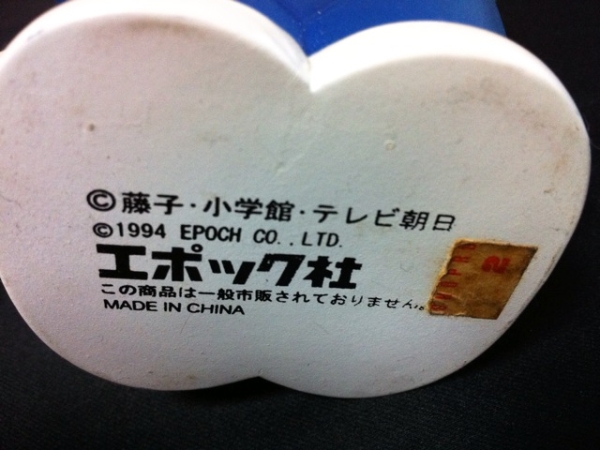 ©藤子・小学館・テレビ朝日
©1994 EPOCH CO.,LTD.
エポック社
この商品は一般市販されておりません。
MADE IN CHINA